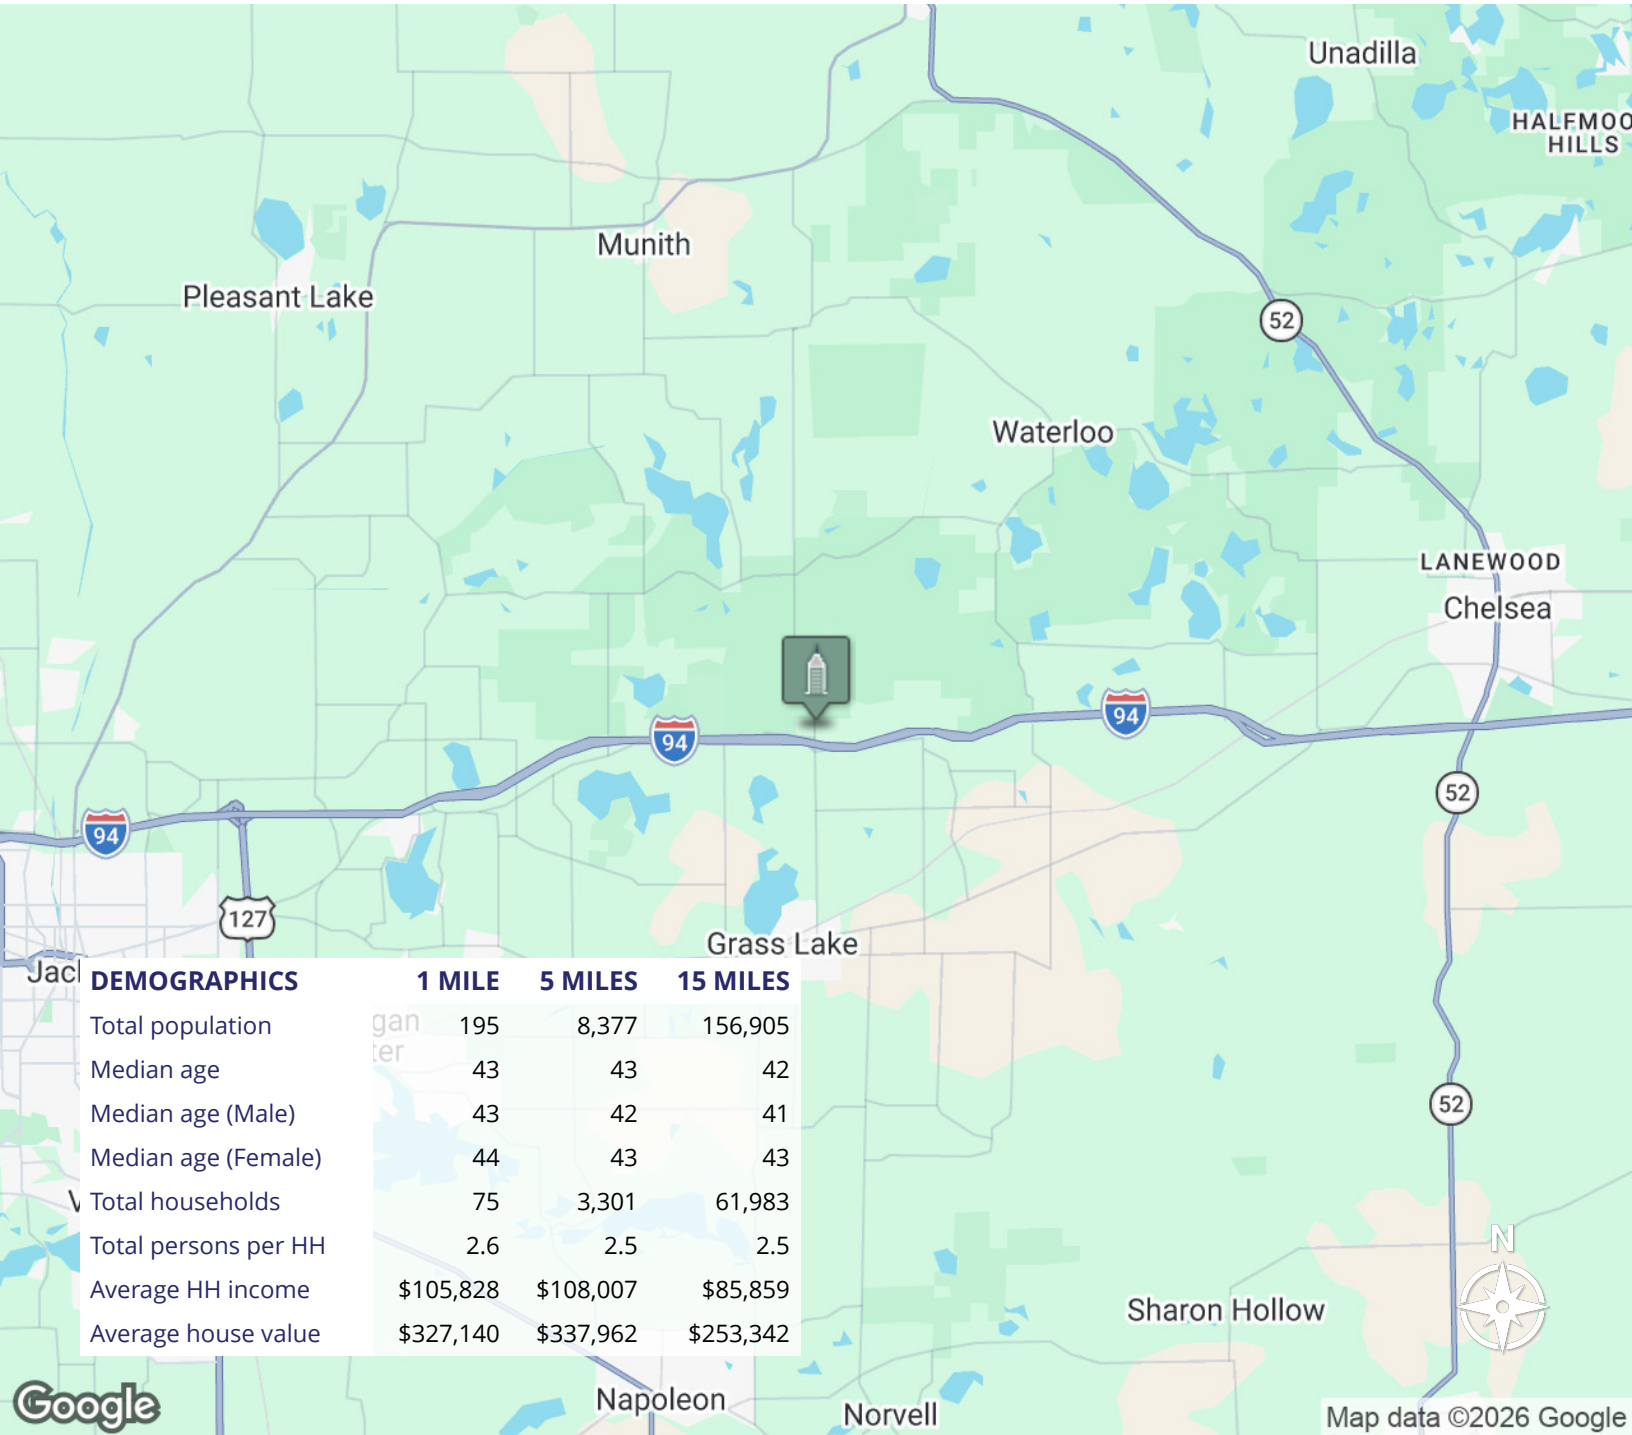 Unadilla
HALFMOO
HILLS
Munith
Pleasant Lake
52
Waterloo
LANEWOOD
Chelsea
94
94
52
94
127
Grass Lake
Jac
DEMOGRAPHICS 1 MILE 5 MILES 15 MILES
Total population 195 8,377 156,905
Median age 43 43 42
Median age (Male) 43 42 41
Median age (Female) 44 43 43
Total households 75 3,301 61,983
Total persons per HH 2.6 2.5 2.5
Average HH income $105,828 $108,007 $85,859
Average house value $327,140 $337,962 $253,342
gan
ter
52
V
N
Sharon Hollow
Napoleon
Norvell
Google
Map data ©2026 Google